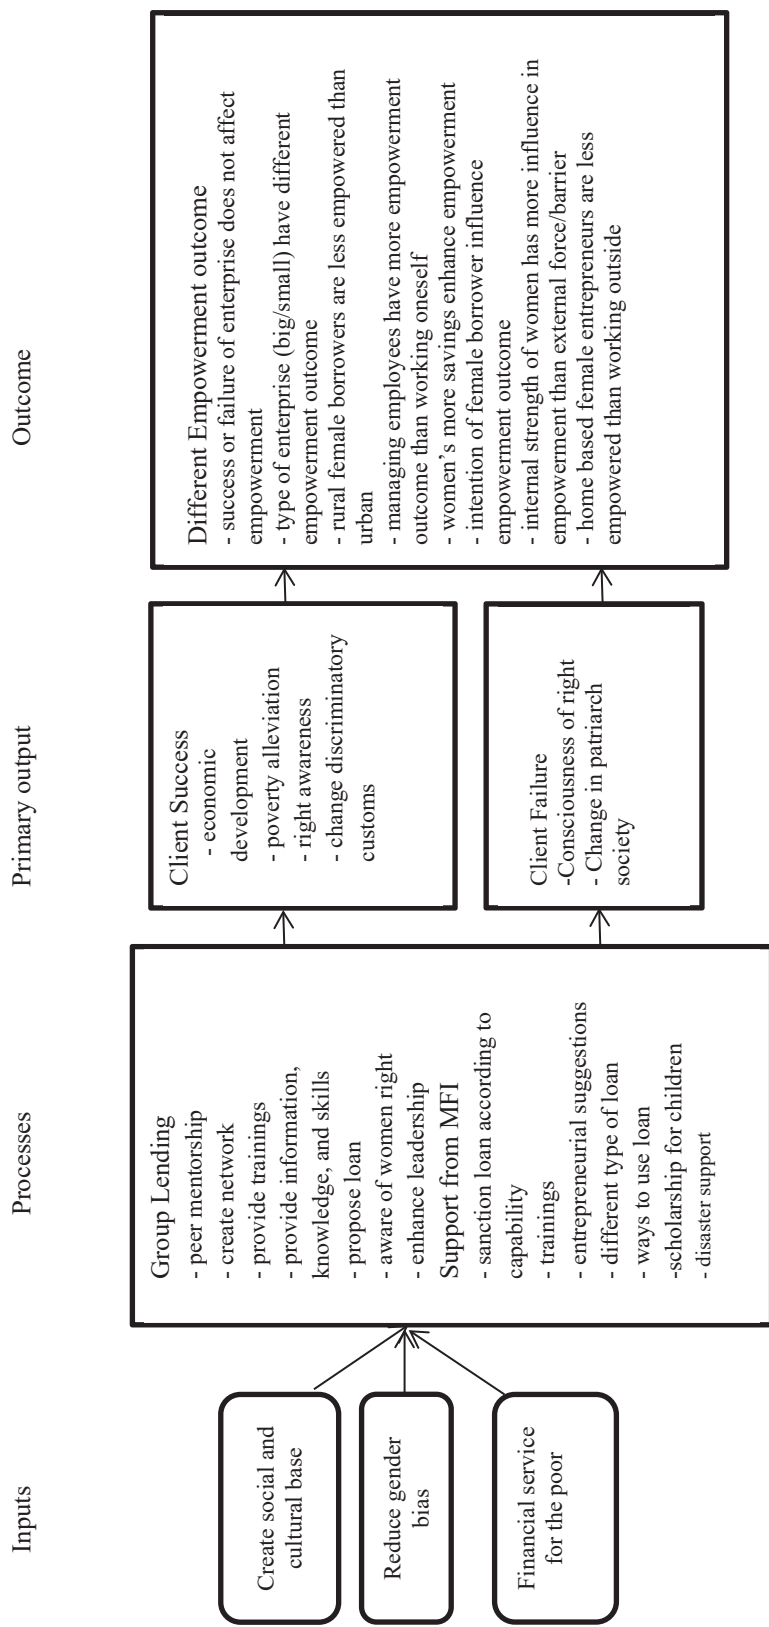 Inputs
Processes
Primary output
Outcome
Create social and
cultural base
Reduce gender
bias
Financial service
for the poor
Group Lending
- peer mentorship
- create network
- provide trainings
- provide information,
knowledge, and skills
- propose loan
- aware of women right
- enhance leadership
Support from MFI
- sanction loan according to
capability
- trainings
- entrepreneurial suggestions
- different type of loan
- ways to use loan
-scholarship for children
- disaster support
Client Success
- economic
development
- poverty alleviation
- right awareness
- change discriminatory
customs
Client Failure
-Consciousness of right
- Change in patriarch
society
Different Empowerment outcome
- success or failure of enterprise does not affect
empowerment
- type of enterprise (big/small) have different
empowerment outcome
- rural female borrowers are less empowered than
urban
- managing employees have more empowerment
outcome than working oneself
- women’s more savings enhance empowerment
- intention of female borrower influence
empowerment outcome
- internal strength of women has more influence in
empowerment than external force/barrier
- home based female entrepreneurs are less
empowered than working outside